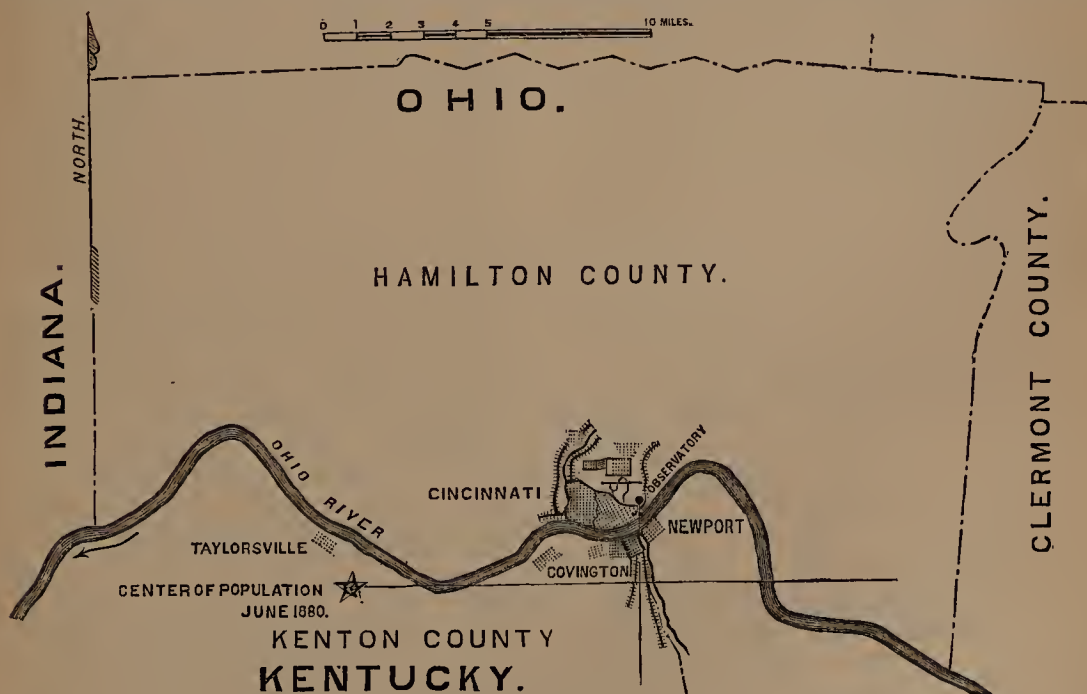 0 1 2 3 4 5 10 MILES.
OHIO.
NORTH.
INDIANA.
HAMILTON COUNTY.
CLERMONT COUNTY.
OHIO RIVER
CINCINNATI
OBSERVATORY
NEWPORT
TAYLORSVILLE
COVINGTON
CENTER OF POPULATION
JUNE 1880.
KENTON COUNTY
KENTUCKY.